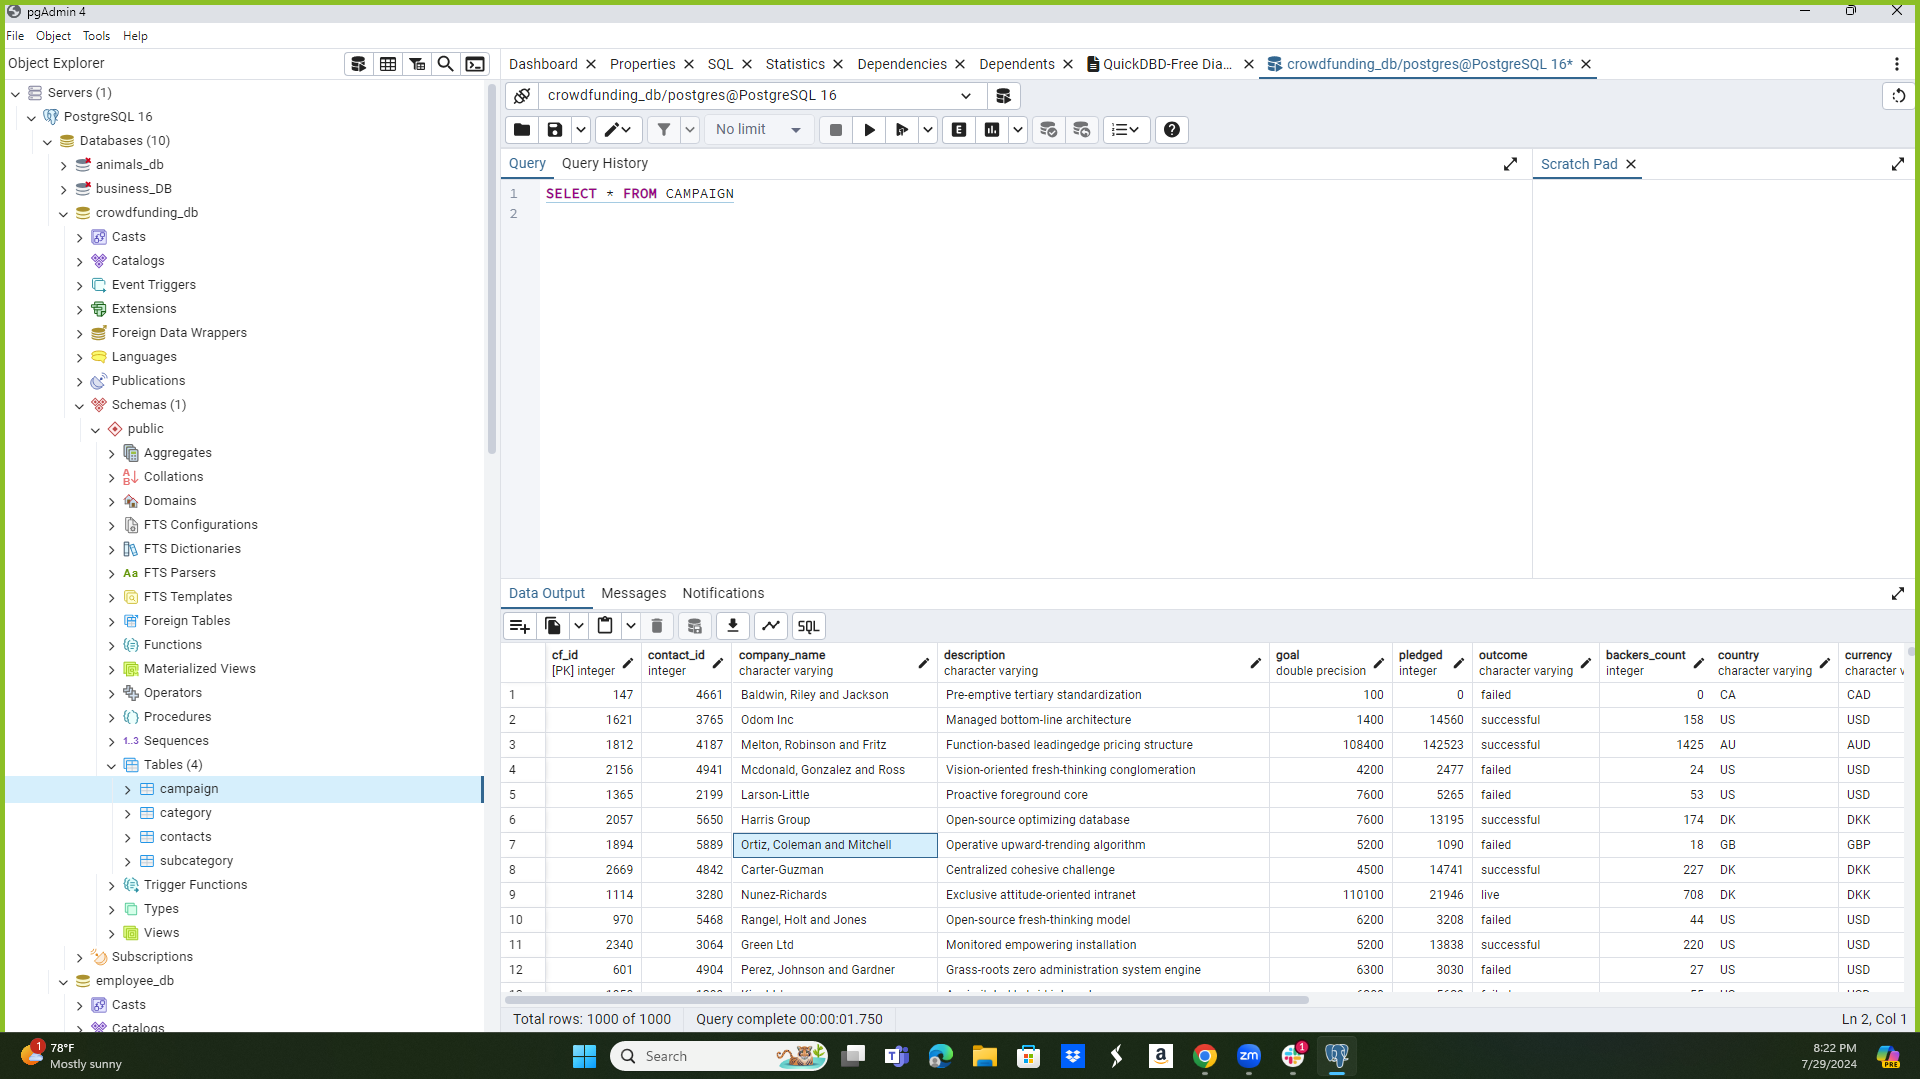 pgAdmin 4
File Object Tools Help
Object Explorer
Servers (1)
PostgreSQL 16
Databases (10)
animals_db
business_DB
crowdfunding_db
Casts
Catalogs
Event Triggers
Extensions
Foreign Data Wrappers
Languages
Publications
Schemas (1)
public
Aggregates
Collations
Domains
FTS Configurations
FTS Dictionaries
Aa FTS Parsers
FTS Templates
Foreign Tables
Functions
Materialized Views
Operators
Procedures
1..3 Sequences
Tables (4)
campaign
category
contacts
subcategory
Trigger Functions
Types
Views
Subscriptions
employee_db
Casts
Catalogs
Dashboard Properties SQL Statistics Dependencies Dependents QuickDBD-Free Dia... crowdfunding_db/postgres@PostgreSQL 16*
crowdfunding_db/postgres@PostgreSQL 16
No limit E
Query Query History
1 SELECT * FROM CAMPAIGN
2
Scratch Pad
Data Output Messages Notifications
SQL
cf_id contact_id company_name description goal pledged outcome backers_count country currency
[PK] integer integer character varying character varying double precision integer character varying integer character varying character v
1 147 4661 Baldwin, Riley and Jackson Pre-emptive tertiary standardization 100 0 failed 0 CA CAD
2 1621 3765 Odom Inc Managed bottom-line architecture 1400 14560 successful 158 US USD
3 1812 4187 Melton, Robinson and Fritz Function-based leadingedge pricing structure 108400 142523 successful 1425 AU AUD
4 2156 4941 Mcdonald, Gonzalez and Ross Vision-oriented fresh-thinking conglomeration 4200 2477 failed 24 US USD
5 1365 2199 Larson-Little Proactive foreground core 7600 5265 failed 53 US USD
6 2057 5650 Harris Group Open-source optimizing database 7600 13195 successful 174 DK DKK
7 1894 5889 Ortiz, Coleman and Mitchell Operative upward-trending algorithm 5200 1090 failed 18 GB GBP
8 2669 4842 Carter-Guzman Centralized cohesive challenge 4500 14741 successful 227 DK DKK
9 1114 3280 Nunez-Richards Exclusive attitude-oriented intranet 110100 21946 live 708 DK DKK
10 970 5468 Rangel, Holt and Jones Open-source fresh-thinking model 6200 3208 failed 44 US USD
11 2340 3064 Green Ltd Monitored empowering installation 5200 13838 successful 220 US USD
12 601 4904 Perez, Johnson and Gardner Grass-roots zero administration system engine 6300 3030 failed 27 US USD
Total rows: 1000 of 1000 Query complete 00:00:01.750 Ln 2, Col 1
1 78°F
Mostly sunny
Search
zm
1
8:22 PM
7/29/2024
PRE